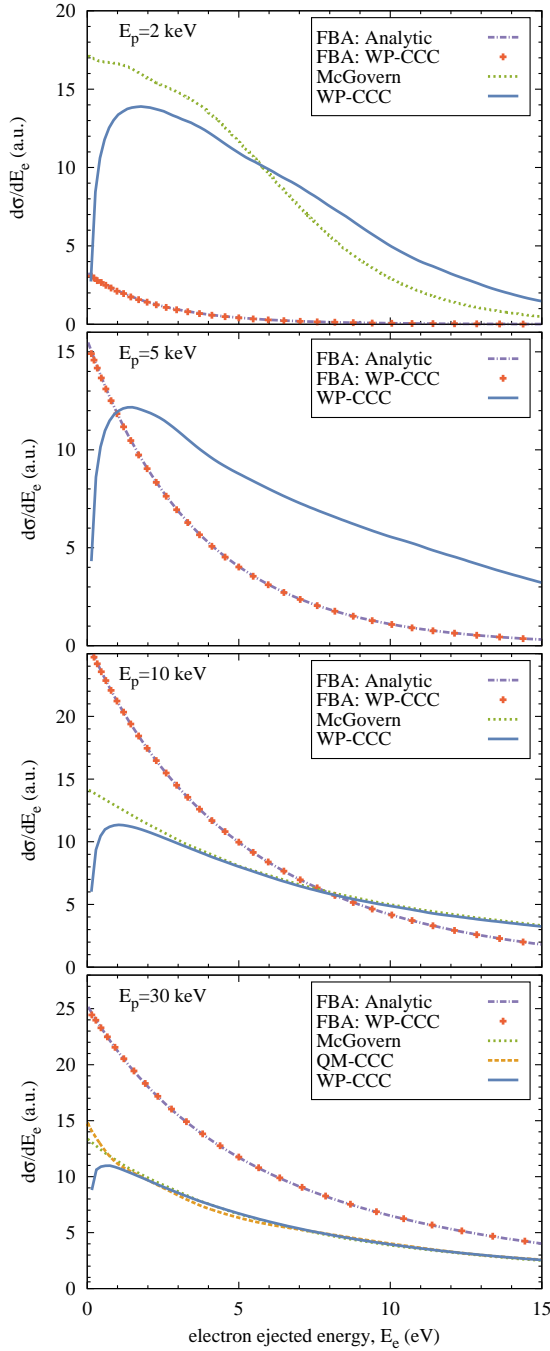 20
E_p=2 keV
FBA: Analytic
FBA: WP-CCC
McGovern
WP-CCC
15
10
5
0
dσ/dE_e (a.u.)
E_p=5 keV
FBA: Analytic
FBA: WP-CCC
WP-CCC
15
10
5
0
dσ/dE_e (a.u.)
E_p=10 keV
FBA: Analytic
FBA: WP-CCC
McGovern
WP-CCC
20
15
10
5
0
dσ/dE_e (a.u.)
E_p=30 keV
FBA: Analytic
FBA: WP-CCC
McGovern
QM-CCC
WP-CCC
25
20
15
10
5
0
dσ/dE_e (a.u.)
0 5 10 15
electron ejected energy, E_e (eV)